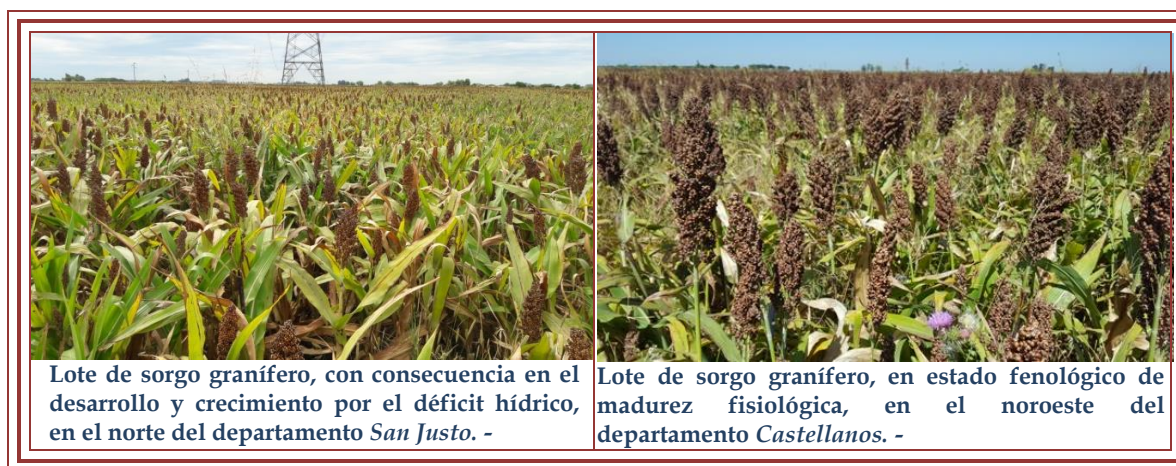 Lote de sorgo granífero, con consecuencia en el
desarrollo y crecimiento por el déficit hídrico,
en el norte del departamento San Justo. -
Lote de sorgo granífero, en estado fenológico de
madurez fisiológica, en el noroeste del
departamento Castellanos. -